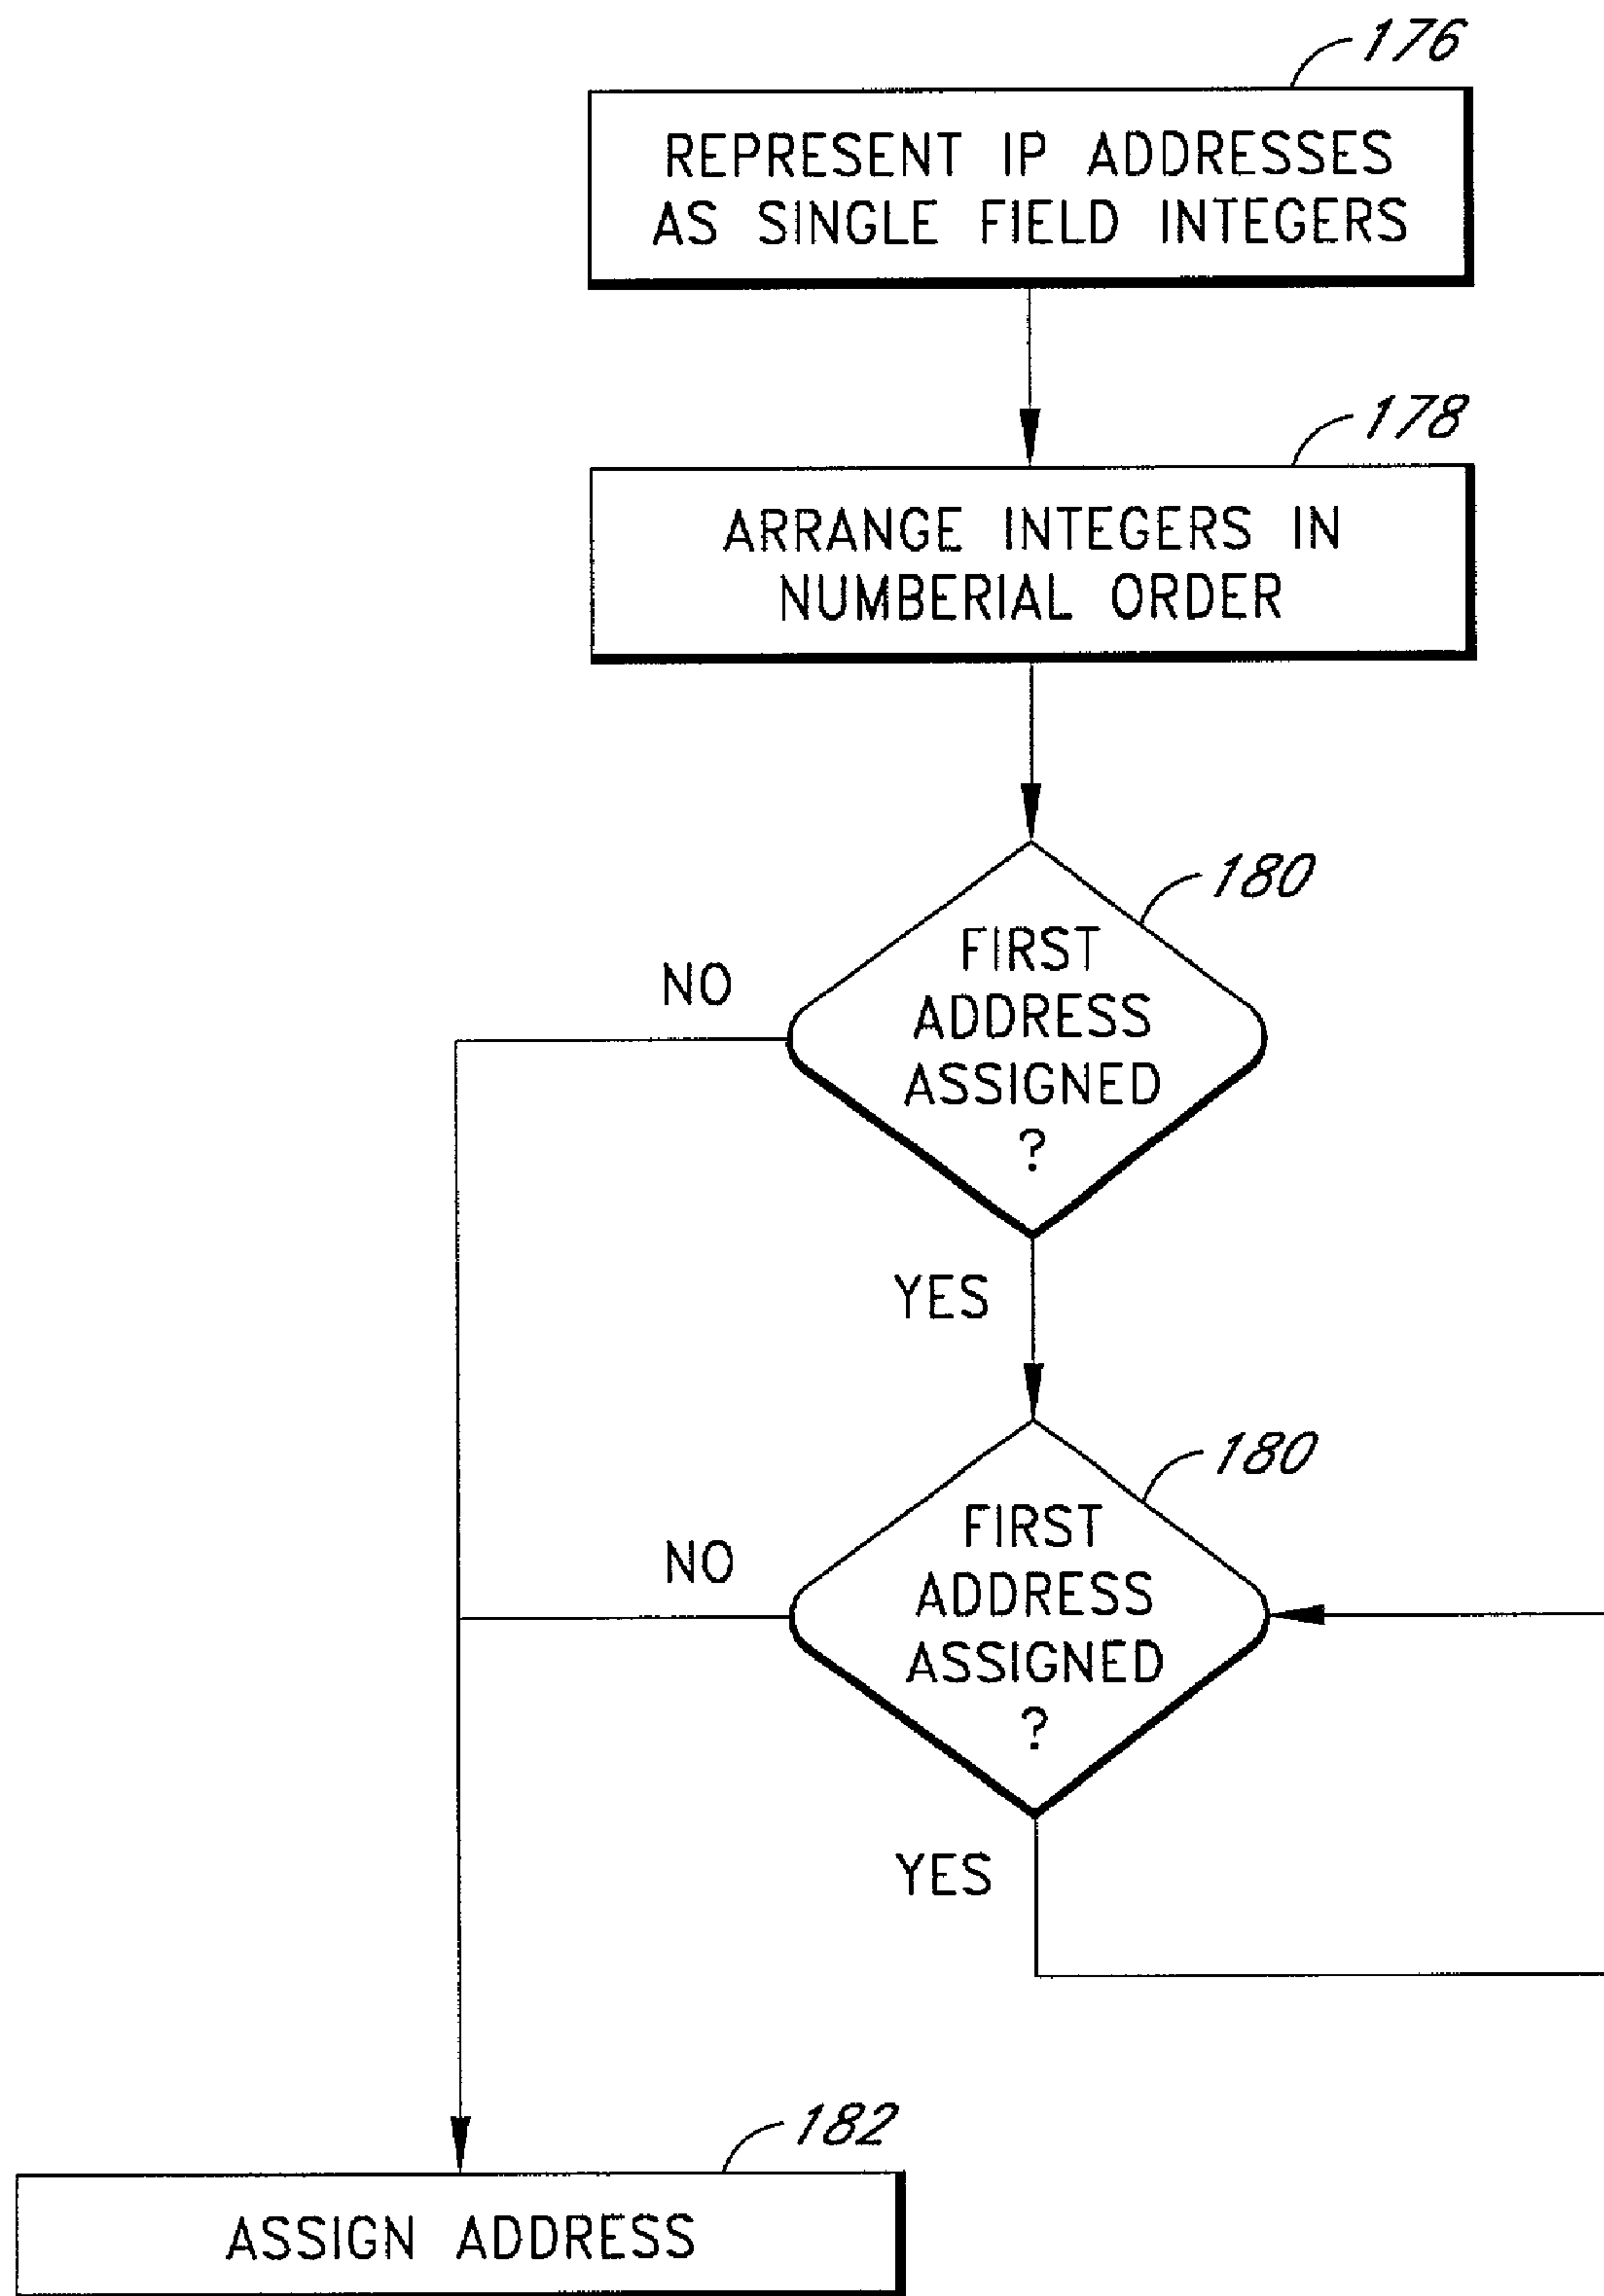 176
REPRESENT IP ADDRESSES
AS SINGLE FIELD INTEGERS
178
ARRANGE INTEGERS IN
NUMBERIAL ORDER
180
FIRST
ADDRESS
ASSIGNED
?
NO
YES
180
FIRST
ADDRESS
ASSIGNED
?
NO
YES
182
ASSIGN ADDRESS